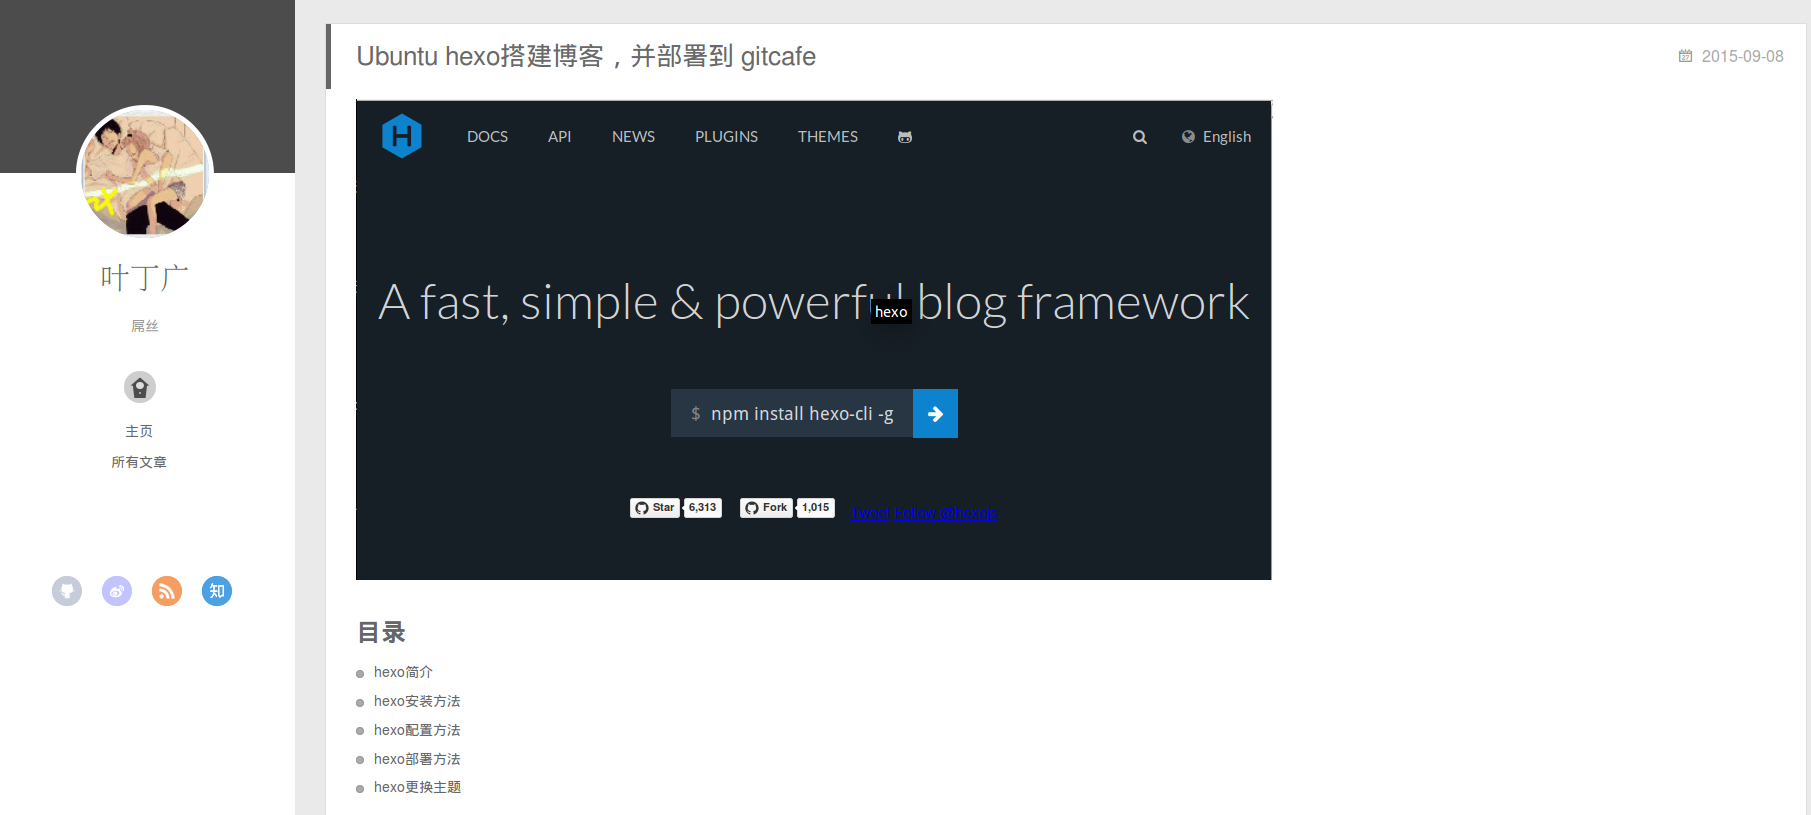 叶丁广
屌丝
主页
所有文章
知
Ubuntu hexo搭建博客，并部署到 gitcafe
2015-09-08
H DOCS API NEWS PLUGINS THEMES English
A fast, simple & powerful blog framework
hexo
$ npm install hexo-cli -g
Star 6,313 Fork 1,015 Tweet Follow @hexojs
目录
hexo简介
hexo安装方法
hexo配置方法
hexo部署方法
hexo更换主题